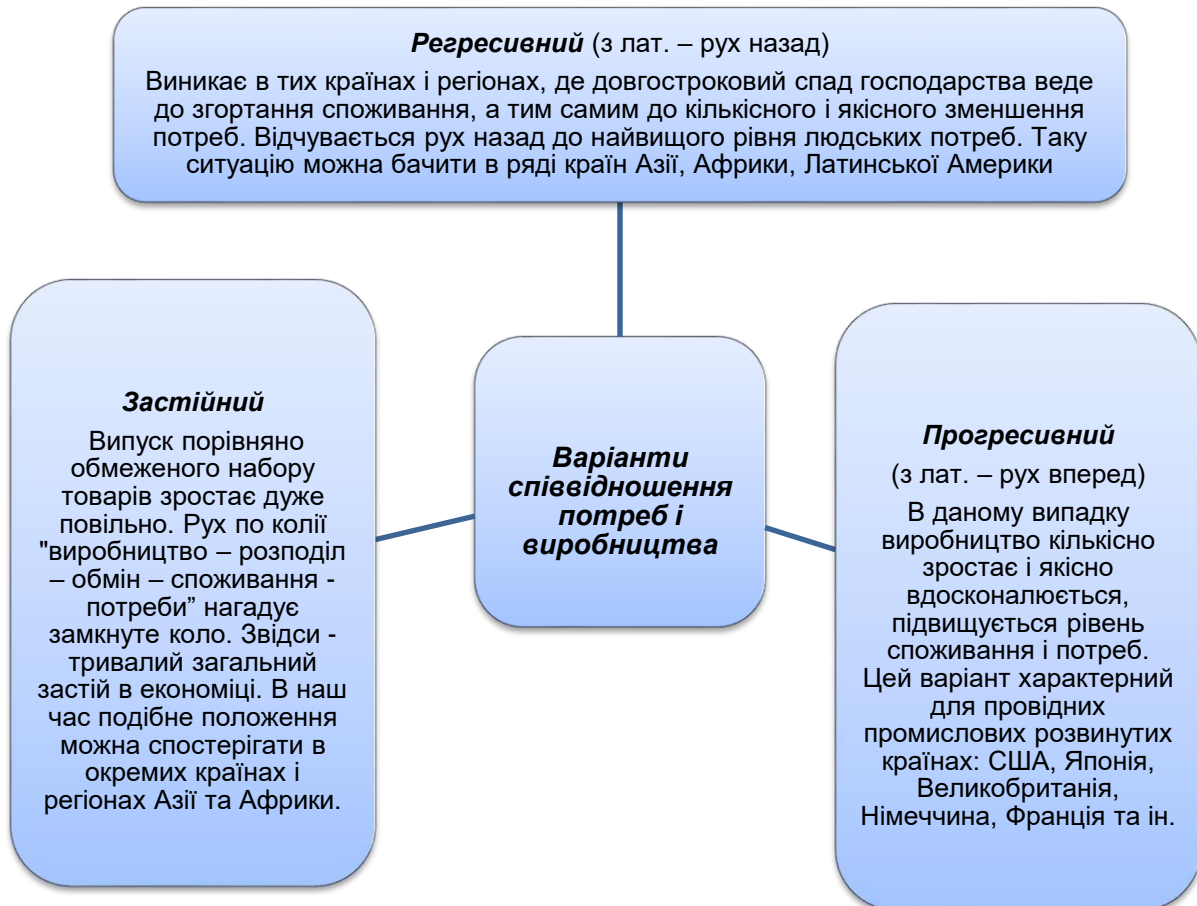 Регресивний (з лат. – рух назад)
Виникає в тих країнах і регіонах, де довгостроковий спад господарства веде
до згортання споживання, а тим самим до кількісного і якісного зменшення
потреб. Відчувається рух назад до найвищого рівня людських потреб. Таку
ситуацію можна бачити в ряді країн Азії, Африки, Латинської Америки
Застійний
Випуск порівняно
обмеженого набору
товарів зростає дуже
повільно. Рух по колії
"виробництво – розподіл
– обмін – споживання -
потреби” нагадує
замкнуте коло. Звідси -
тривалий загальний
застій в економіці. В наш
час подібне положення
можна спостерігати в
окремих країнах і
регіонах Азії та Африки.
Варіанти
співвідношення
потреб і
виробництва
Прогресивний
(з лат. – рух вперед)
В даному випадку
виробництво кількісно
зростає і якісно
вдосконалюється,
підвищується рівень
споживання і потреб.
Цей варіант характерний
для провідних
промислових розвинутих
країнах: США, Японія,
Великобританія,
Німеччина, Франція та ін.